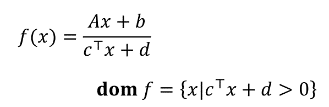 f(x) = (Ax + b) / (c⊤x + d)
dom f = {x|c⊤x + d > 0}